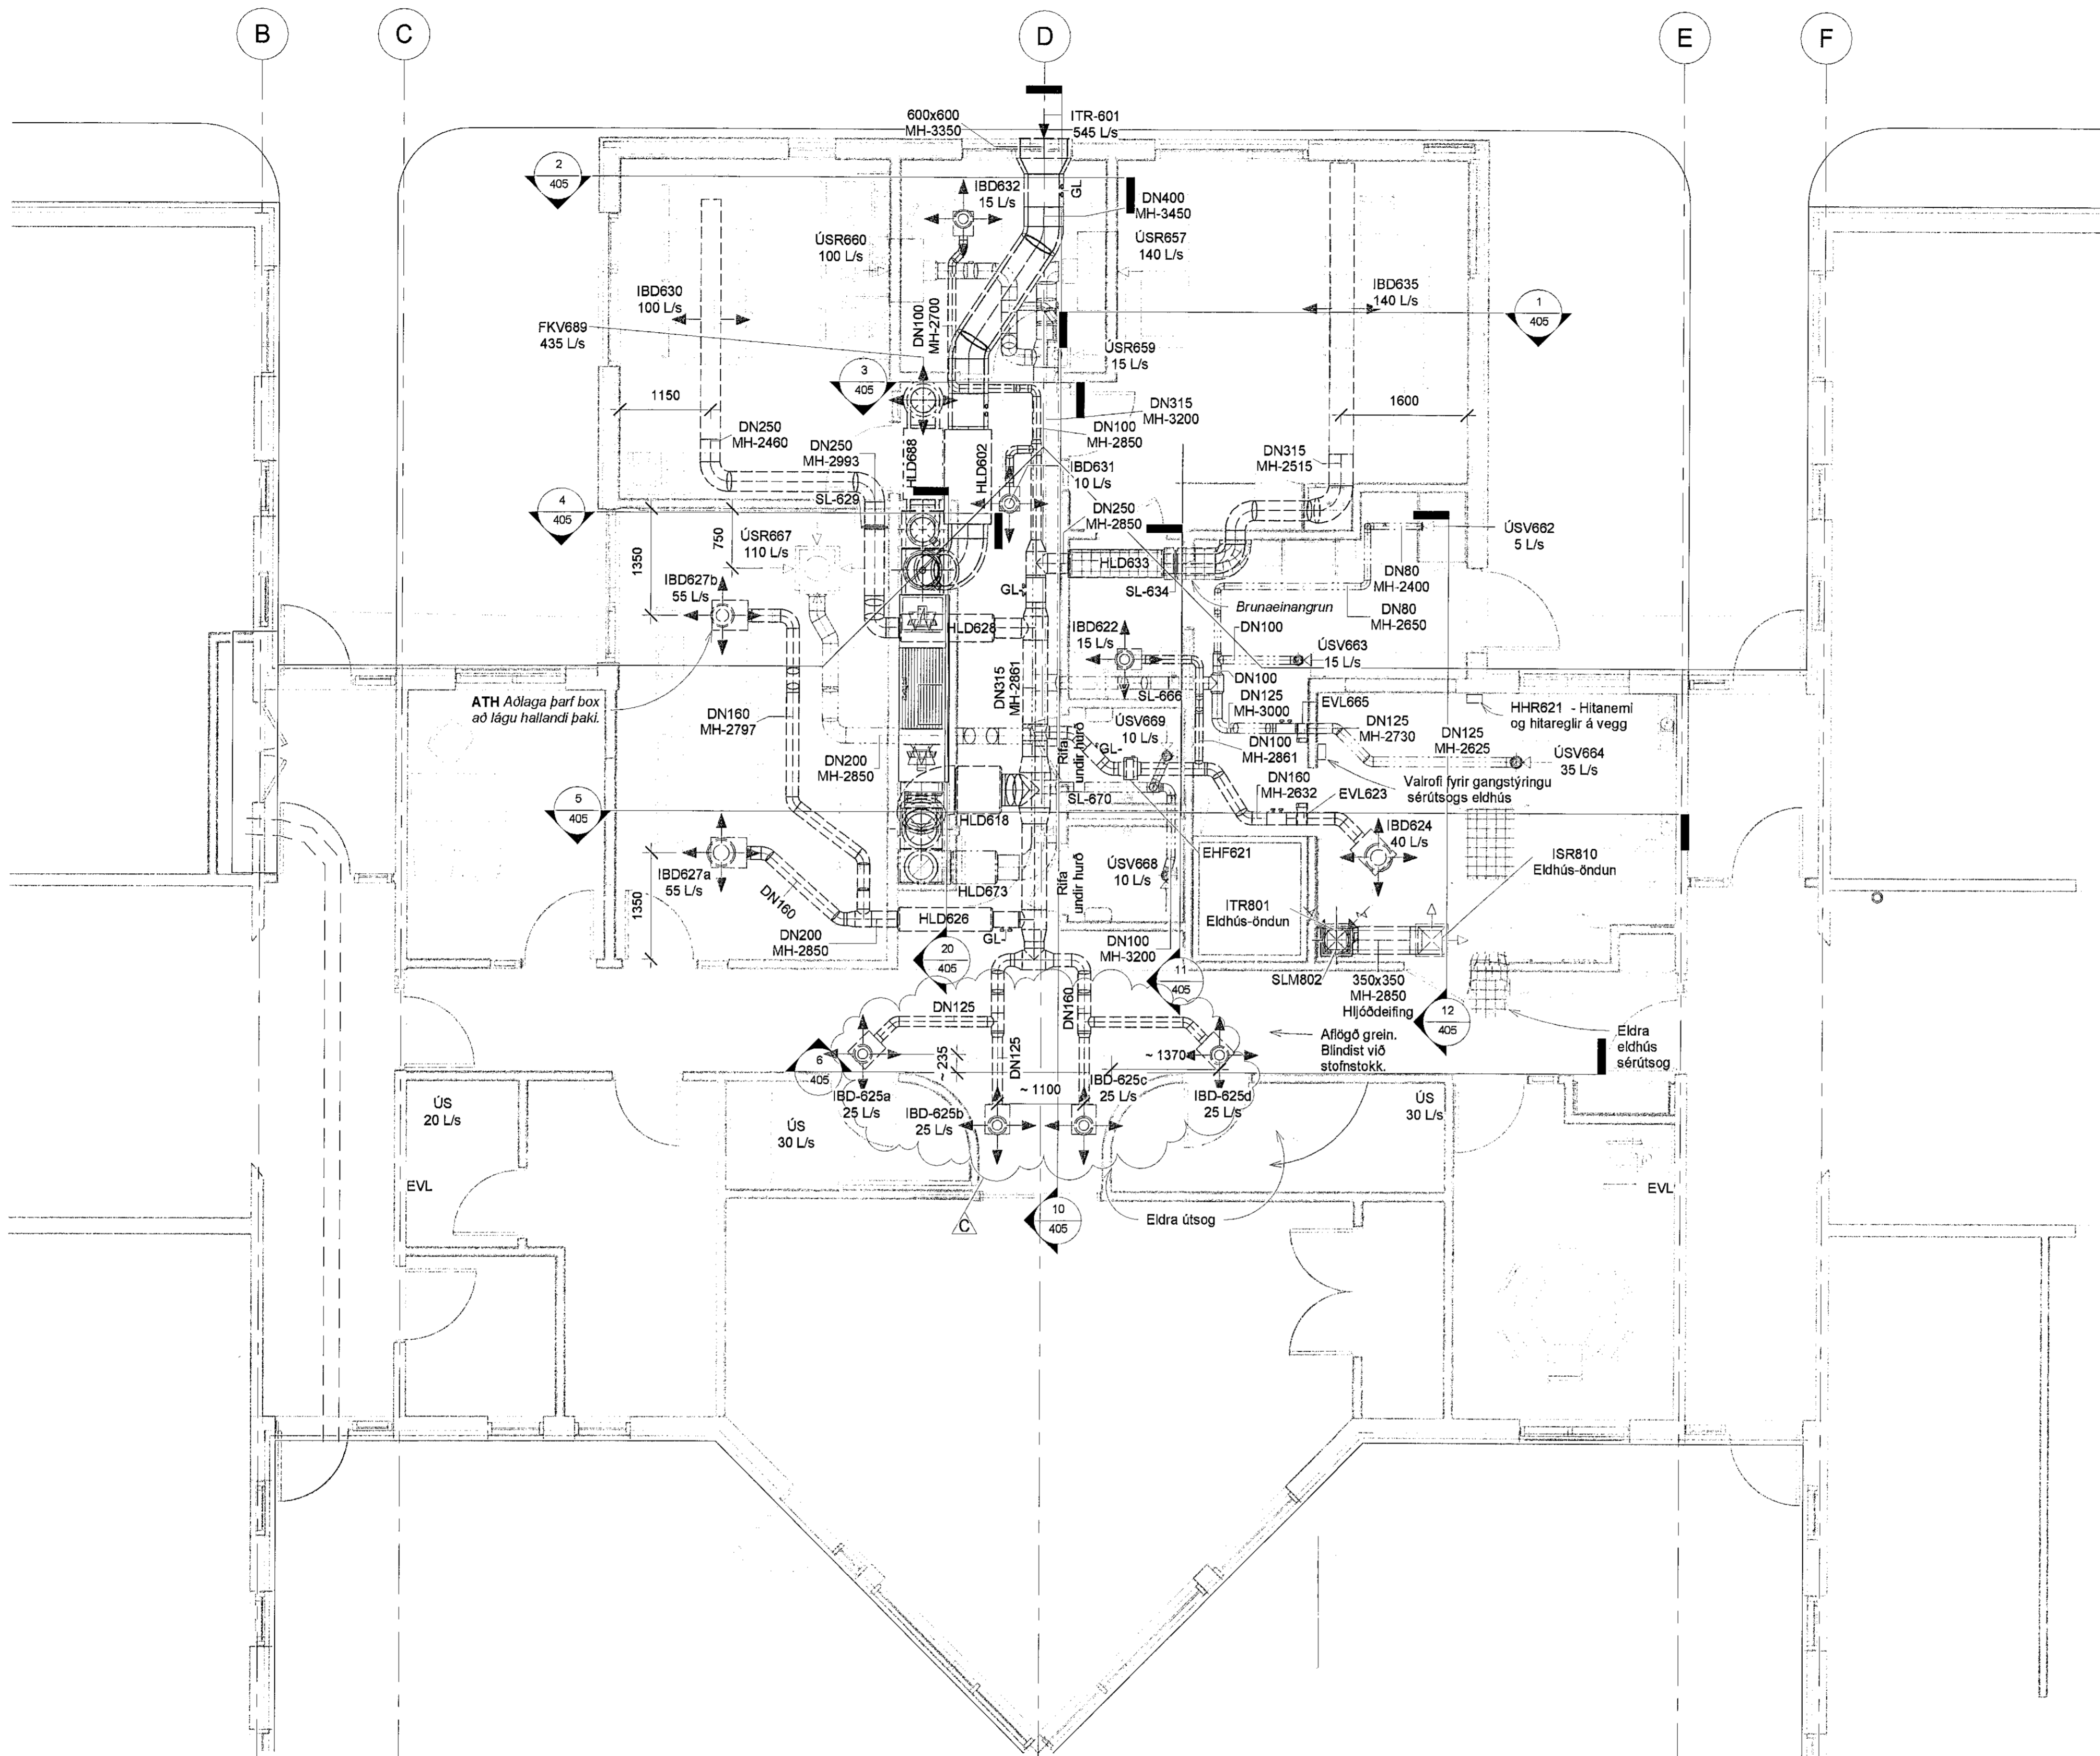 B
C
D
E
F
600x600
MH-3350
ITR-601
545 L/s
2
405
IBD632
15 L/s
GL
DN400
MH-3450
ÚSR660
100 L/s
ÚSR657
140 L/s
IBD630
100 L/s
IBD635
140 L/s
1
405
FKV689
435 L/s
DN100
MH-2700
ÚSR659
15 L/s
3
405
1150
1600
DN315
MH-3200
DN250
MH-2460
DN250
MH-2993
HLD688
HLD602
DN100
MH-2850
DN315
MH-2515
IBD631
10 L/s
SL-629
4
405
DN250
MH-2850
ÚSV662
5 L/s
1350
750
ÚSR667
110 L/s
IBD627b
55 L/s
HLD633
SL-634
DN80
MH-2400
GL
Brunaeinangrun
DN80
MH-2650
HLD628
IBD622
15 L/s
DN100
ÚSV663
15 L/s
DN315
MH-2861
SL-666
DN100
DN125
MH-3000
EVL665
ATH Aðlaga þarf box
að lágu hallandi þaki.
DN160
MH-2797
HHR621 - Hitanemi
og hitareglir á vegg
ÚSV669
10 L/s
DN125
MH-2730
DN125
MH-2625
Rifa
undir hurð
GL
DN100
MH-2861
ÚSV664
35 L/s
DN200
MH-2850
DN160
MH-2632
Valrofi fyrir gangstýringu
sérútsogs eldhús
SL-670
EVL623
5
405
HLD618
IBD624
40 L/s
IBD627a
55 L/s
1350
DN160
HLD673
Rifa
undir hurð
ÚSV668
10 L/s
EHF621
ISR810
Eldhús-öndun
HLD626
GL
ITR801
Eldhús-öndun
DN200
MH-2850
20
405
DN100
MH-3200
11
405
SLM802
350x350
MH-2850
Hljóðdeifing
12
405
DN125
DN160
Aflögð grein.
Blindist við
stofnstokk.
Eldra
eldhús
sérútsog
6
405
~ 235
DN125
~ 1370
~ 1100
IBD-625a
25 L/s
IBD-625b
25 L/s
IBD-625c
25 L/s
IBD-625d
25 L/s
ÚS
20 L/s
ÚS
30 L/s
ÚS
30 L/s
EVL
EVL
C
10
405
Eldra útsog